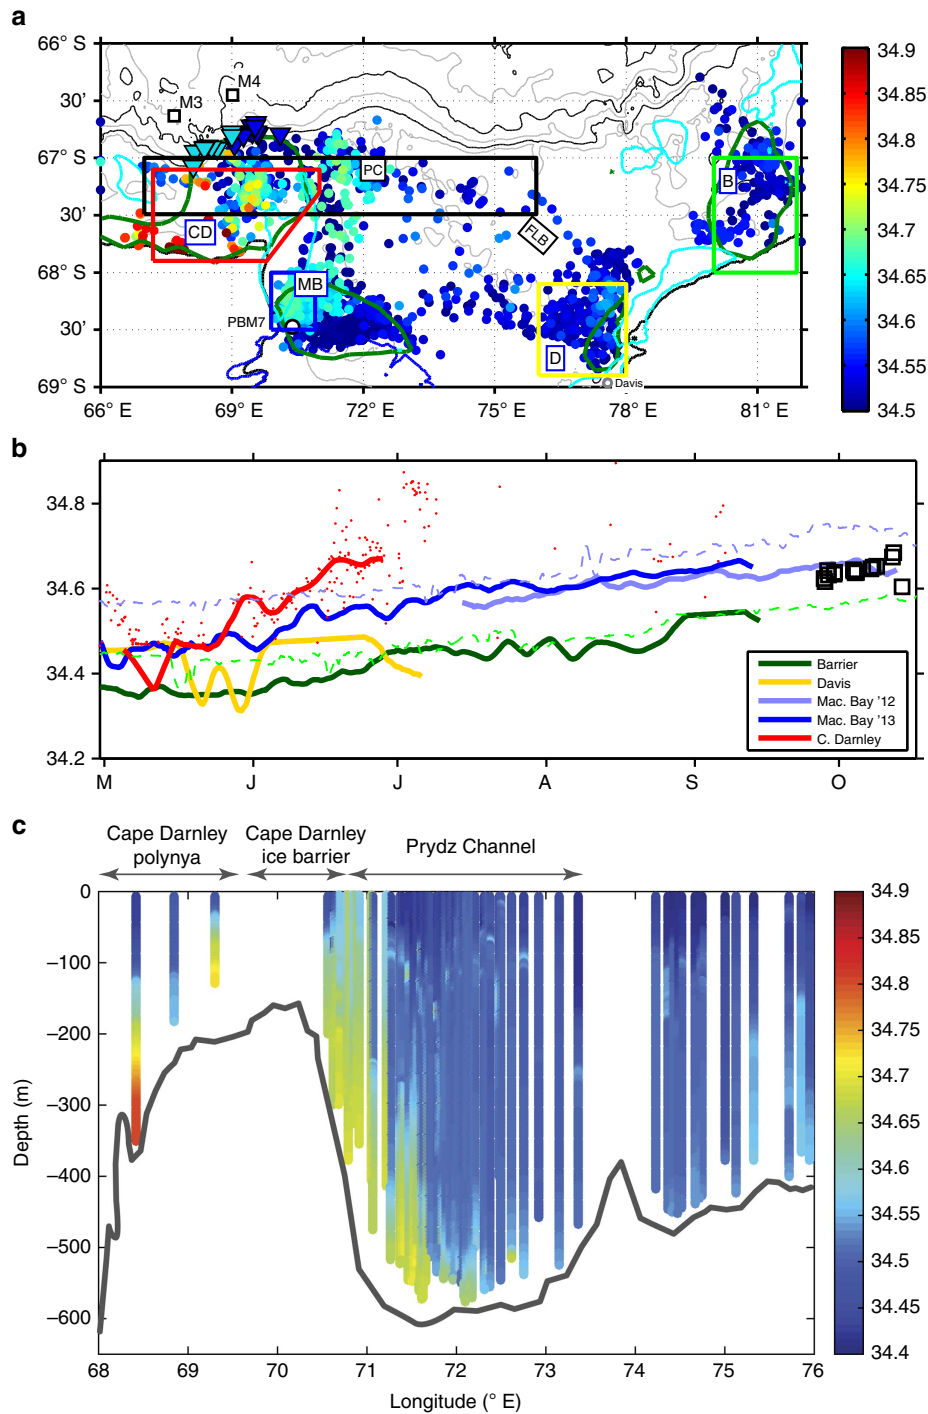 a
66° S
30′
67° S
30′
68° S
30′
69° S
66° E
69° E
72° E
75° E
78° E
81° E
M3
M4
PC
B
CD
FLB
MB
PBM7
D
Davis
34.9
34.85
34.8
34.75
34.7
34.65
34.6
34.55
34.5
b
34.8
34.6
34.4
34.2
M
J
J
A
S
O
Barrier
Davis
Mac. Bay '12
Mac. Bay '13
C. Darnley
c
Cape Darnley
polynya
Cape Darnley
ice barrier
Prydz Channel
0
–100
–200
–300
–400
–500
–600
Depth (m)
68
69
70
71
72
73
74
75
76
Longitude (° E)
34.9
34.85
34.8
34.75
34.7
34.65
34.6
34.55
34.5
34.45
34.4